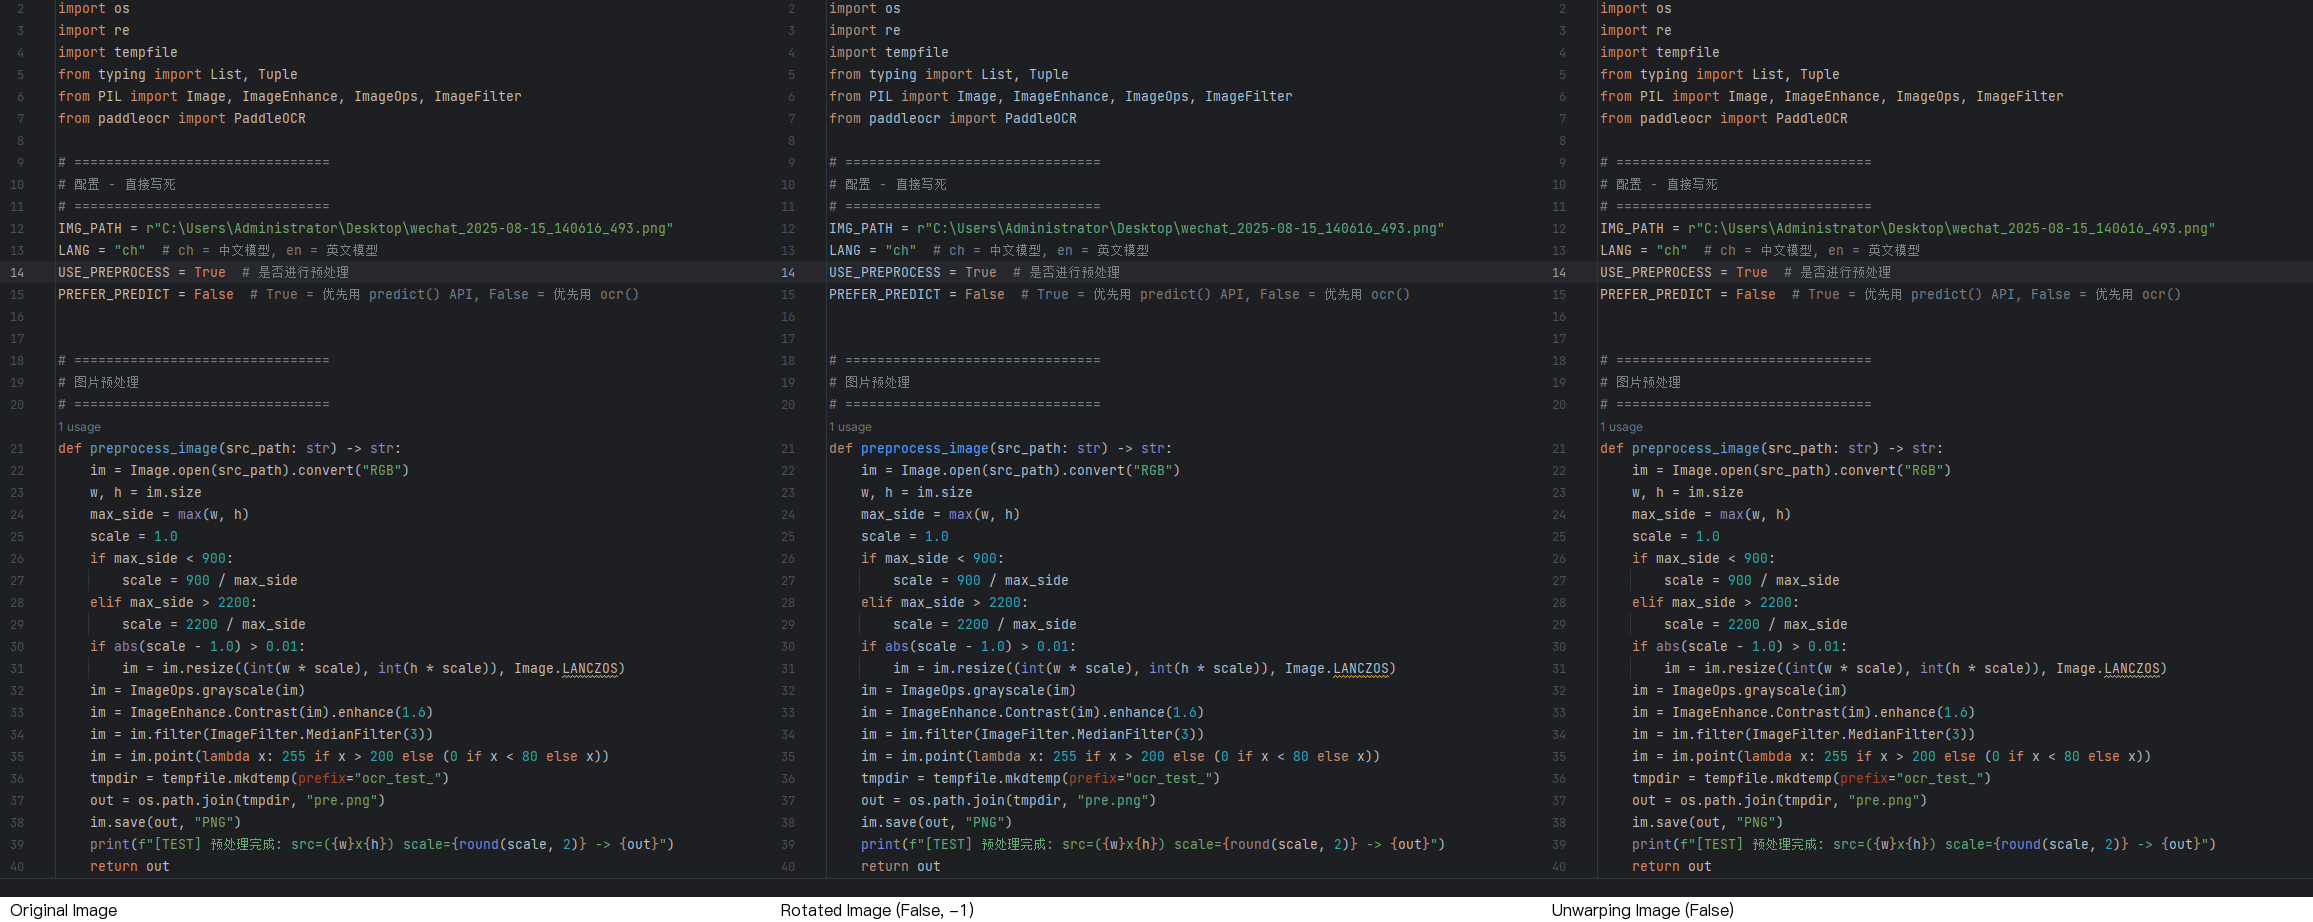 2 import os
3 import re
4 import tempfile
5 from typing import List, Tuple
6 from PIL import Image, ImageEnhance, ImageOps, ImageFilter
7 from paddleocr import PaddleOCR
8
9 # ================================
10 # 配置 - 直接写死
11 # ================================
12 IMG_PATH = r"C:\Users\Administrator\Desktop\wechat_2025-08-15_140616_493.png"
13 LANG = "ch"  # ch = 中文模型, en = 英文模型
14 USE_PREPROCESS = True  # 是否进行预处理
15 PREFER_PREDICT = False  # True = 优先用 predict() API, False = 优先用 ocr()
16
17
18 # ================================
19 # 图片预处理
20 # ================================
1 usage
21 def preprocess_image(src_path: str) -> str:
22     im = Image.open(src_path).convert("RGB")
23     w, h = im.size
24     max_side = max(w, h)
25     scale = 1.0
26     if max_side < 900:
27         scale = 900 / max_side
28     elif max_side > 2200:
29         scale = 2200 / max_side
30     if abs(scale - 1.0) > 0.01:
31         im = im.resize((int(w * scale), int(h * scale)), Image.LANCZOS)
32     im = ImageOps.grayscale(im)
33     im = ImageEnhance.Contrast(im).enhance(1.6)
34     im = im.filter(ImageFilter.MedianFilter(3))
35     im = im.point(lambda x: 255 if x > 200 else (0 if x < 80 else x))
36     tmpdir = tempfile.mkdtemp(prefix="ocr_test_")
37     out = os.path.join(tmpdir, "pre.png")
38     im.save(out, "PNG")
39     print(f"[TEST] 预处理完成: src=({w}x{h}) scale={round(scale, 2)} -> {out}")
40     return out
Original Image
2 import os
3 import re
4 import tempfile
5 from typing import List, Tuple
6 from PIL import Image, ImageEnhance, ImageOps, ImageFilter
7 from paddleocr import PaddleOCR
8
9 # ================================
10 # 配置 - 直接写死
11 # ================================
12 IMG_PATH = r"C:\Users\Administrator\Desktop\wechat_2025-08-15_140616_493.png"
13 LANG = "ch"  # ch = 中文模型, en = 英文模型
14 USE_PREPROCESS = True  # 是否进行预处理
15 PREFER_PREDICT = False  # True = 优先用 predict() API, False = 优先用 ocr()
16
17
18 # ================================
19 # 图片预处理
20 # ================================
1 usage
21 def preprocess_image(src_path: str) -> str:
22     im = Image.open(src_path).convert("RGB")
23     w, h = im.size
24     max_side = max(w, h)
25     scale = 1.0
26     if max_side < 900:
27         scale = 900 / max_side
28     elif max_side > 2200:
29         scale = 2200 / max_side
30     if abs(scale - 1.0) > 0.01:
31         im = im.resize((int(w * scale), int(h * scale)), Image.LANCZOS)
32     im = ImageOps.grayscale(im)
33     im = ImageEnhance.Contrast(im).enhance(1.6)
34     im = im.filter(ImageFilter.MedianFilter(3))
35     im = im.point(lambda x: 255 if x > 200 else (0 if x < 80 else x))
36     tmpdir = tempfile.mkdtemp(prefix="ocr_test_")
37     out = os.path.join(tmpdir, "pre.png")
38     im.save(out, "PNG")
39     print(f"[TEST] 预处理完成: src=({w}x{h}) scale={round(scale, 2)} -> {out}")
40     return out
Rotated Image (False, -1)
2 import os
3 import re
4 import tempfile
5 from typing import List, Tuple
6 from PIL import Image, ImageEnhance, ImageOps, ImageFilter
7 from paddleocr import PaddleOCR
8
9 # ================================
10 # 配置 - 直接写死
11 # ================================
12 IMG_PATH = r"C:\Users\Administrator\Desktop\wechat_2025-08-15_140616_493.png"
13 LANG = "ch"  # ch = 中文模型, en = 英文模型
14 USE_PREPROCESS = True  # 是否进行预处理
15 PREFER_PREDICT = False  # True = 优先用 predict() API, False = 优先用 ocr()
16
17
18 # ================================
19 # 图片预处理
20 # ================================
1 usage
21 def preprocess_image(src_path: str) -> str:
22     im = Image.open(src_path).convert("RGB")
23     w, h = im.size
24     max_side = max(w, h)
25     scale = 1.0
26     if max_side < 900:
27         scale = 900 / max_side
28     elif max_side > 2200:
29         scale = 2200 / max_side
30     if abs(scale - 1.0) > 0.01:
31         im = im.resize((int(w * scale), int(h * scale)), Image.LANCZOS)
32     im = ImageOps.grayscale(im)
33     im = ImageEnhance.Contrast(im).enhance(1.6)
34     im = im.filter(ImageFilter.MedianFilter(3))
35     im = im.point(lambda x: 255 if x > 200 else (0 if x < 80 else x))
36     tmpdir = tempfile.mkdtemp(prefix="ocr_test_")
37     out = os.path.join(tmpdir, "pre.png")
38     im.save(out, "PNG")
39     print(f"[TEST] 预处理完成: src=({w}x{h}) scale={round(scale, 2)} -> {out}")
40     return out
Unwarping Image (False)